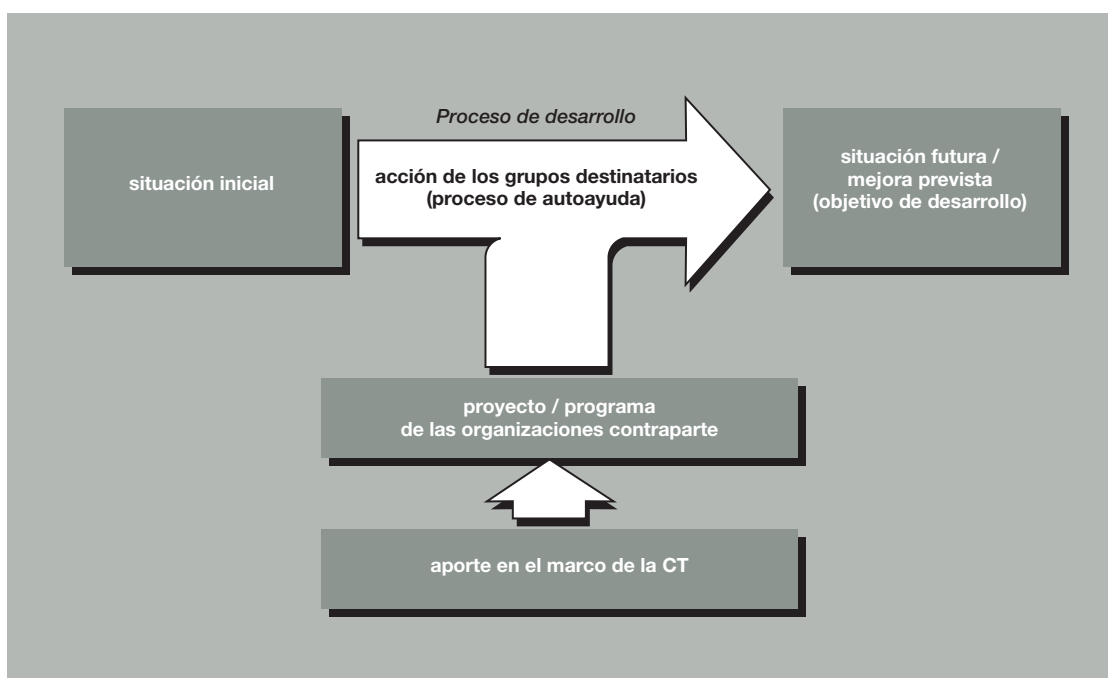 Proceso de desarrollo
situación inicial
acción de los grupos destinatarios
(proceso de autoayuda)
situación futura /
mejora prevista
(objetivo de desarrollo)
proyecto / programa
de las organizaciones contraparte
aporte en el marco de la CT